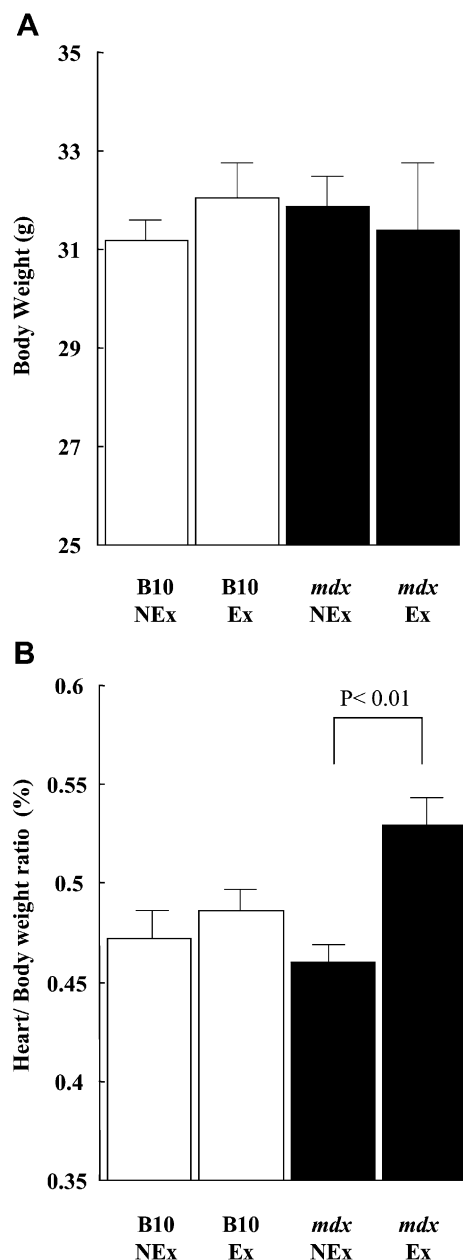 A
35
33
31
29
27
25
Body Weight (g)
B10 B10 mdx mdx
NEx Ex NEx Ex
B
0.6
0.55
0.5
0.45
0.4
0.35
Heart/ Body weight ratio (%)
P< 0.01
B10 B10 mdx mdx
NEx Ex NEx Ex